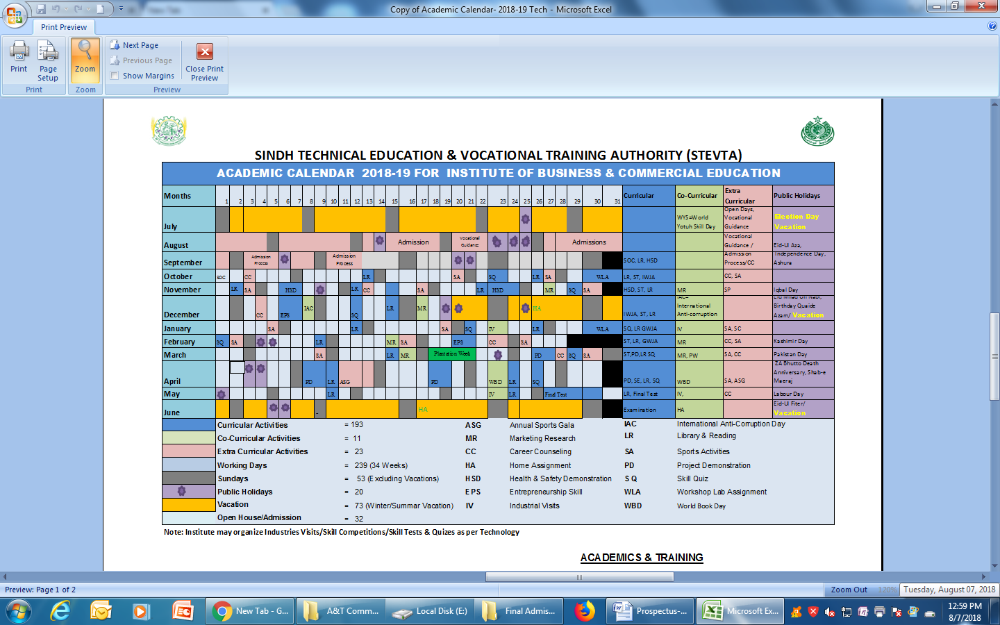 New Tab
Copy of Academic Calendar- 2018-19 Tech - Microsoft Excel
Print Preview
Print
Page Setup
Zoom
Next Page
Previous Page
Show Margins
Close Print Preview
Print
Zoom
Preview
SINDH TECHNICAL EDUCATION & VOCATIONAL TRAINING AUTHORITY (STEVTA)
ACADEMIC CALENDAR 2018-19 FOR INSTITUTE OF BUSINESS & COMMERCIAL EDUCATION
Months 1 2 3 4 5 6 7 8 9 10 11 12 13 14 15 16 17 18 19 20 21 22 23 24 25 26 27 28 29 30 31 Curricular Co-Curricular Extra Curricular Public Holidays
July WYS=World Yotuh Skill Day Open Days, Vocational Guidance Election Day Vacation
August Admission Vocational Guidance Admissions Vocational Guidance / Eid-Ul Aza,
September Admission Process Admission Process SOC, LR, HSD Admission Process/CC Independence Day, Ashura
October SOC CC LR SA SQ LR SA WLA LR, ST, IWJA CC, SA
November LR SA HSD LR CC SA LR HSD MR SQ SA HSD, ST, LR MR SP Iqbal Day
December CC EPS IAC SQ LR MR HA IWJA, ST, LR IAC= International Anti-corruption Eid Milad Un Nabi, Birthday Quaide Azam/ Vacation
January SA LR SA SQ IV LR WLA SQ, LR GWJA IV SA, SC
February SQ SA LR MR SA EPS CC SA ST, LR, GWJA MR CC, SA Kashimir Day
March SA LR MR Plantation Week PD CC SQ SA ST,PD,LR SQ MR, PW SA, CC Pakistan Day
April PD LR ASG PD WBD LR SQ PD, SE, LR, SQ WBD SA, ASG ZA Bhutto Death Anniversary, Shab-e Maeraj
May LR IV LR Final Test LR, Final Test IV, CC Labour Day
June - HA Examination HA Eid-Ul Fiter/ Vacation
Curricular Activities = 193 ASG Annual Sports Gala IAC International Anti-Corruption Day
Co-Curricular Activities = 11 MR Marketing Research LR Library & Reading
Extra Curricular Activities = 23 CC Career Counseling SA Sports Activities
Working Days = 239 (34 Weeks) HA Home Assignment PD Project Demonstration
Sundays = 53 (Excluding Vacations) HSD Health & Safety Demonstration S Q Skill Quiz
Public Holidays = 20 E P S Entrepreneurship Skill WLA Workshop Lab Assignment
Vacation = 73 (Winter/Summar Vacation) IV Industrial Visits WBD World Book Day
Open House/Admission = 32
Note: Institute may organize Industries Visits/Skill Competitions/Skill Tests & Quizes as per Technology
ACADEMICS & TRAINING
Preview: Page 1 of 2
Zoom Out 120%
Tuesday, August 07, 2018
New Tab - G...
A&T Comm...
Local Disk (E:)
Final Admis...
Prospectus-...
Microsoft Ex...
12:59 PM
8/7/2018